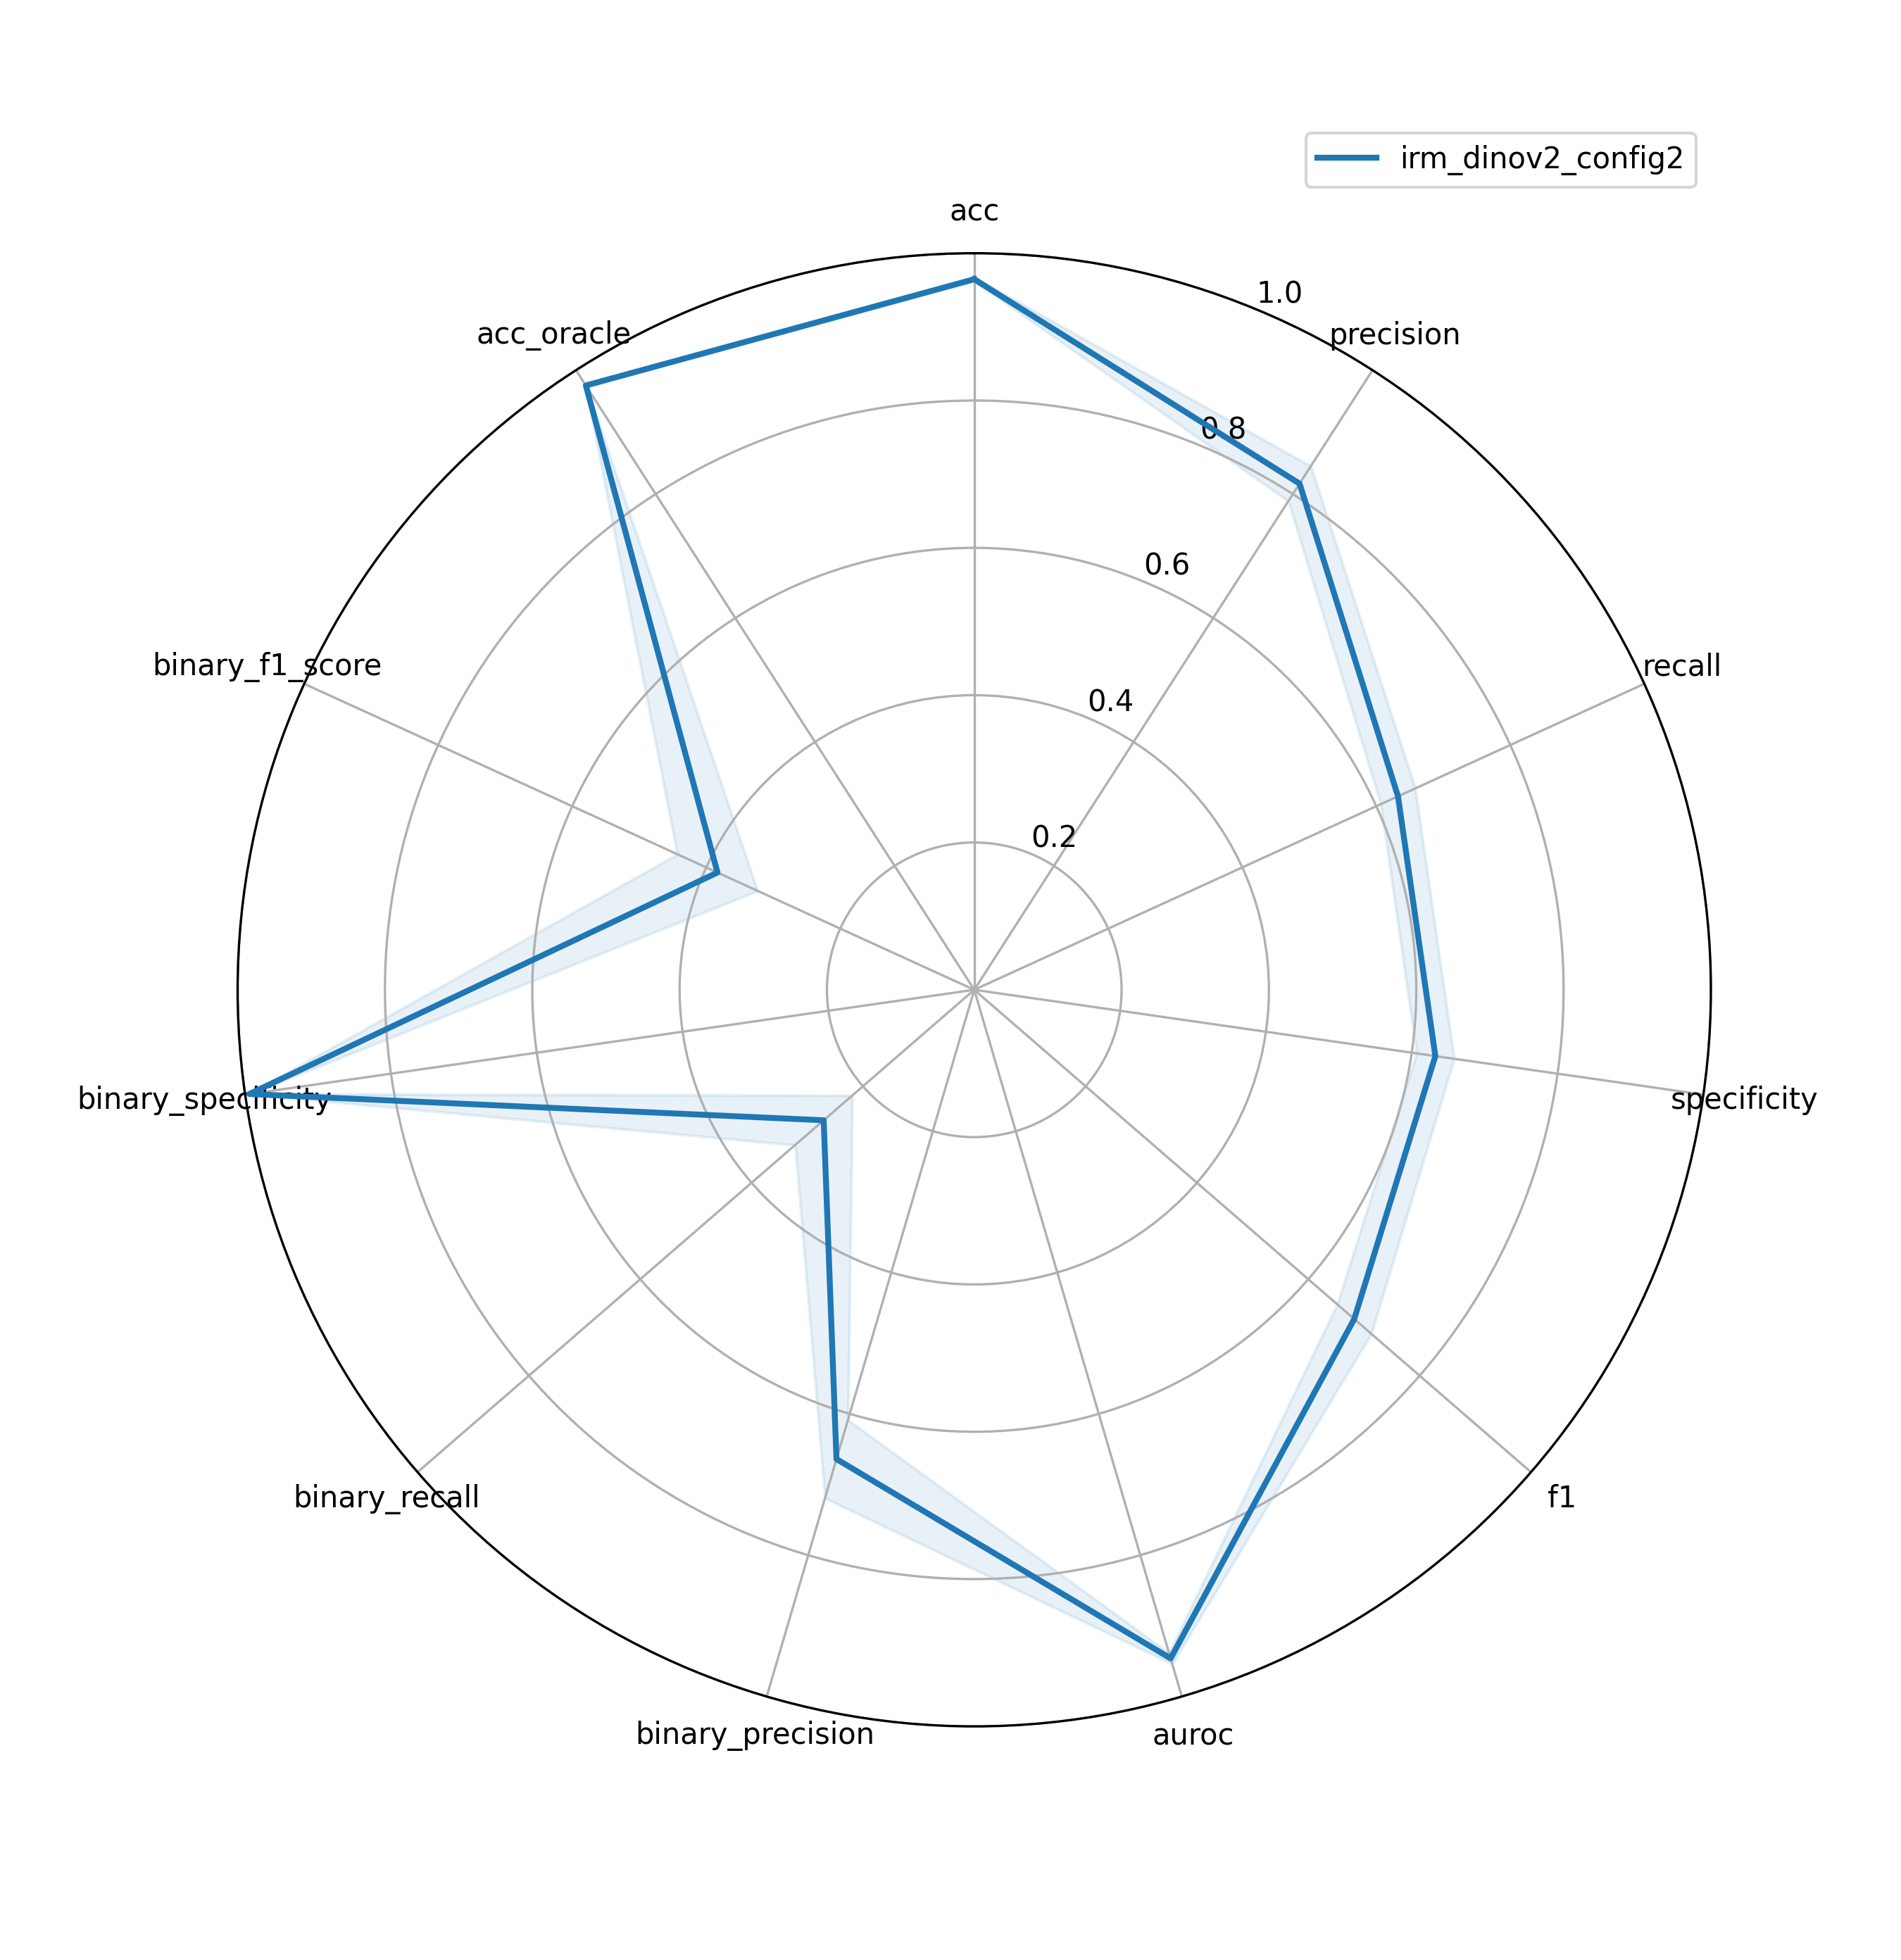 irm_dinov2_config2
acc
1.0
acc_oracle
precision
0.8
0.6
binary_f1_score
recall
0.4
0.2
binary_specificity
specificity
binary_recall
f1
binary_precision
auroc